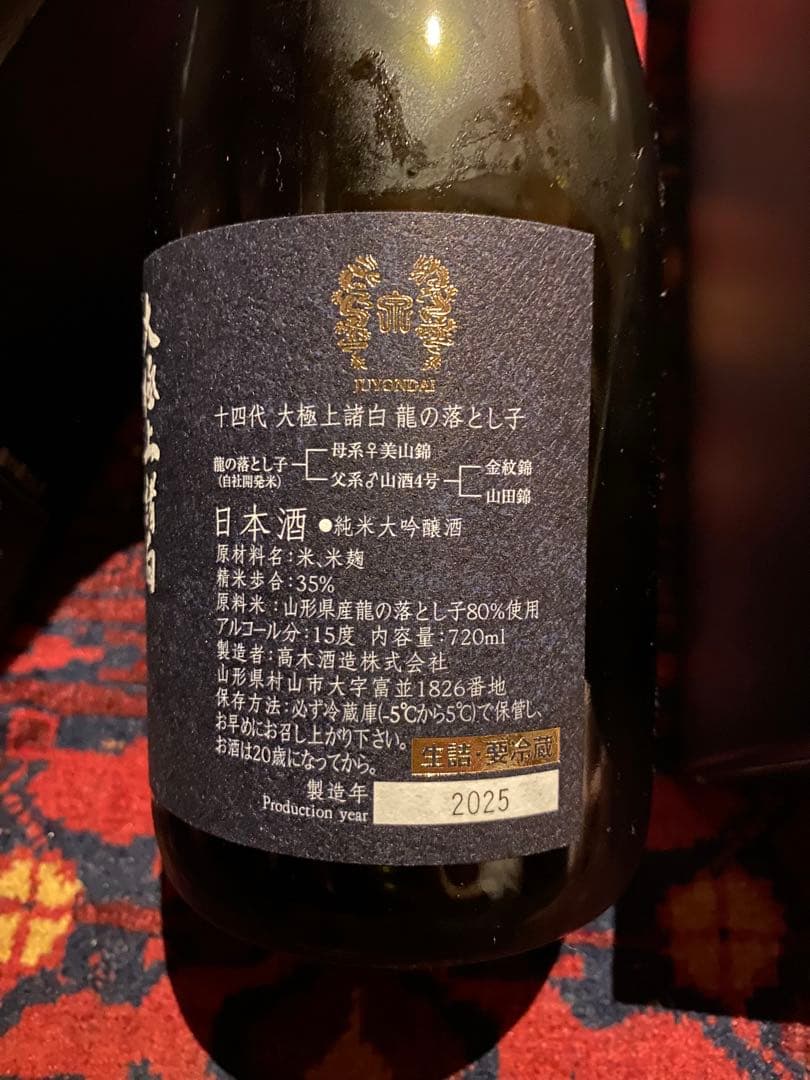 大極上諸白
JUYONDAI
十四代 大極上諸白 龍の落とし子
龍の落とし子
(自社開発米)
母系♀美山錦
父系♂山酒4号
金紋錦
山田錦
日本酒 ●純米大吟醸酒
原材料名：米、米麹
精米歩合：35%
原料米：山形県産龍の落とし子80%使用
アルコール分：15度 内容量：720ml
製造者：高木酒造株式会社
山形県村山市大字富並1826番地
保存方法：必ず冷蔵庫(-5℃から5℃)で保管し、
お早めにお召し上がり下さい。
お酒は20歳になってから。
生詰・要冷蔵
製造年
Production year
2025